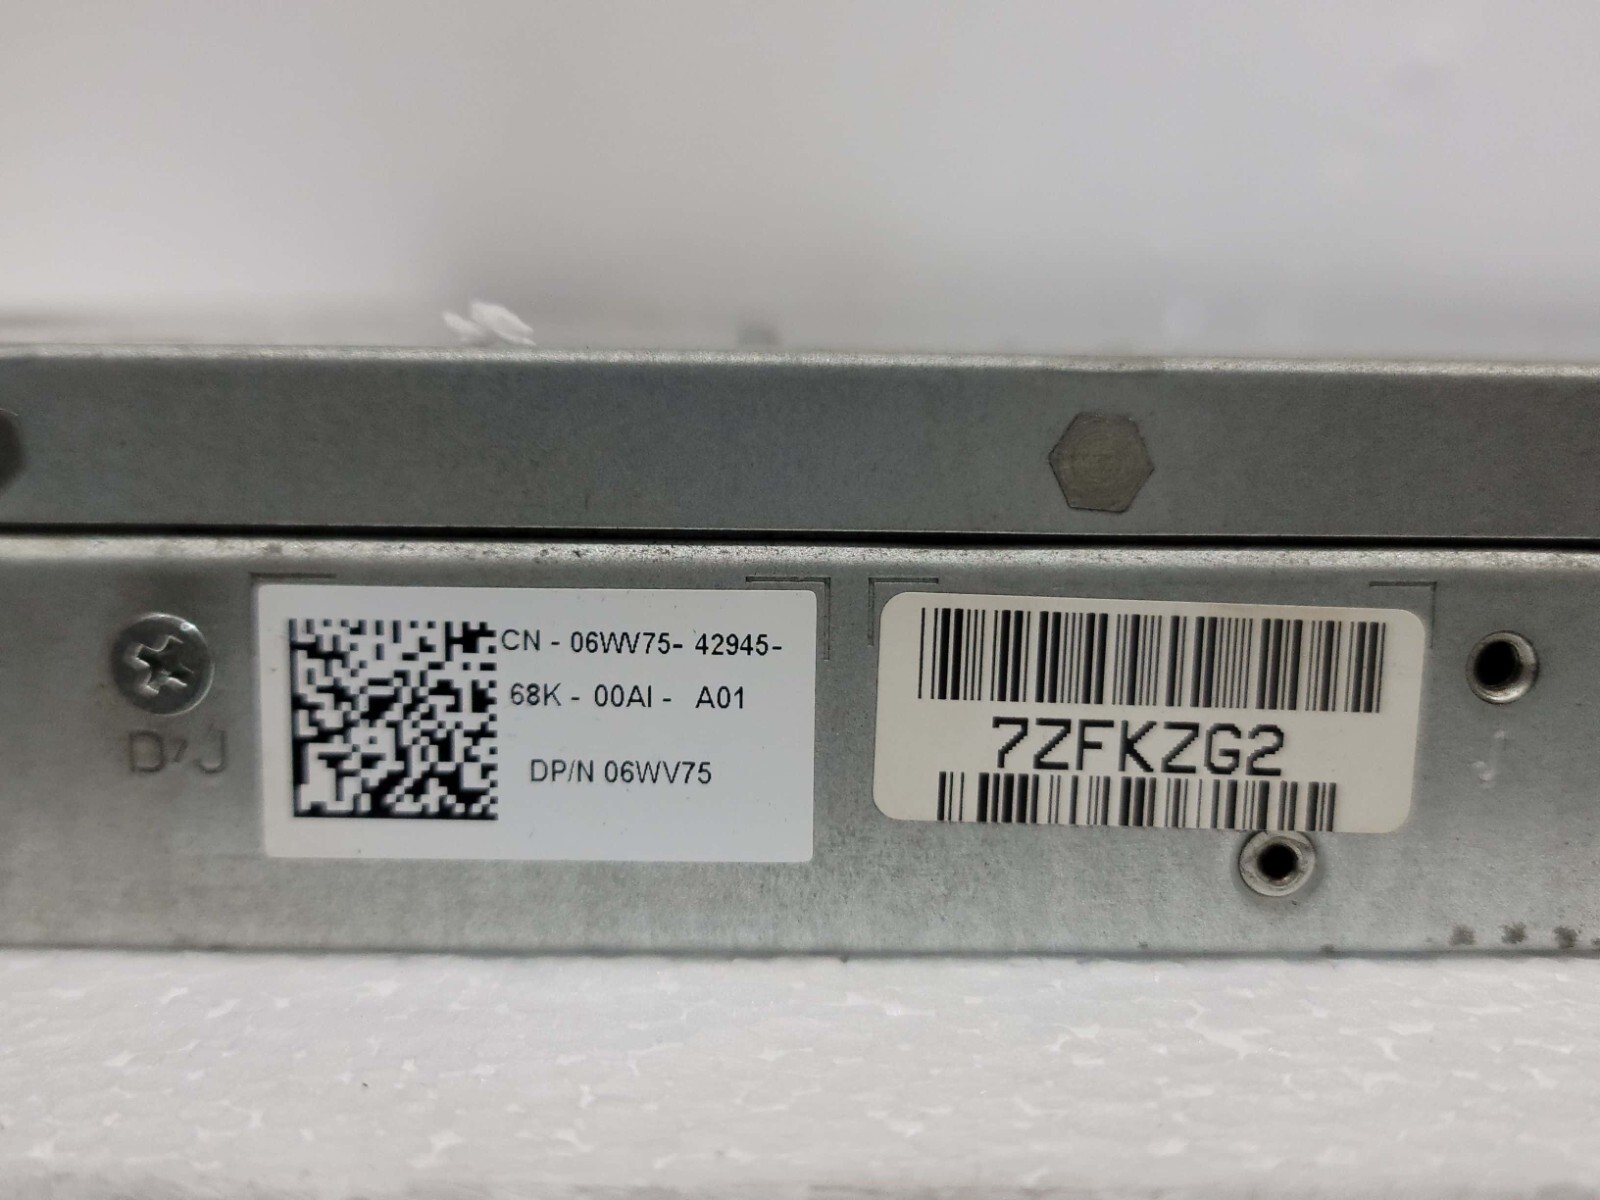 CN - 06WV75- 42945-
68K - 00AI - A01
DP/N 06WV75
7ZFKZG2